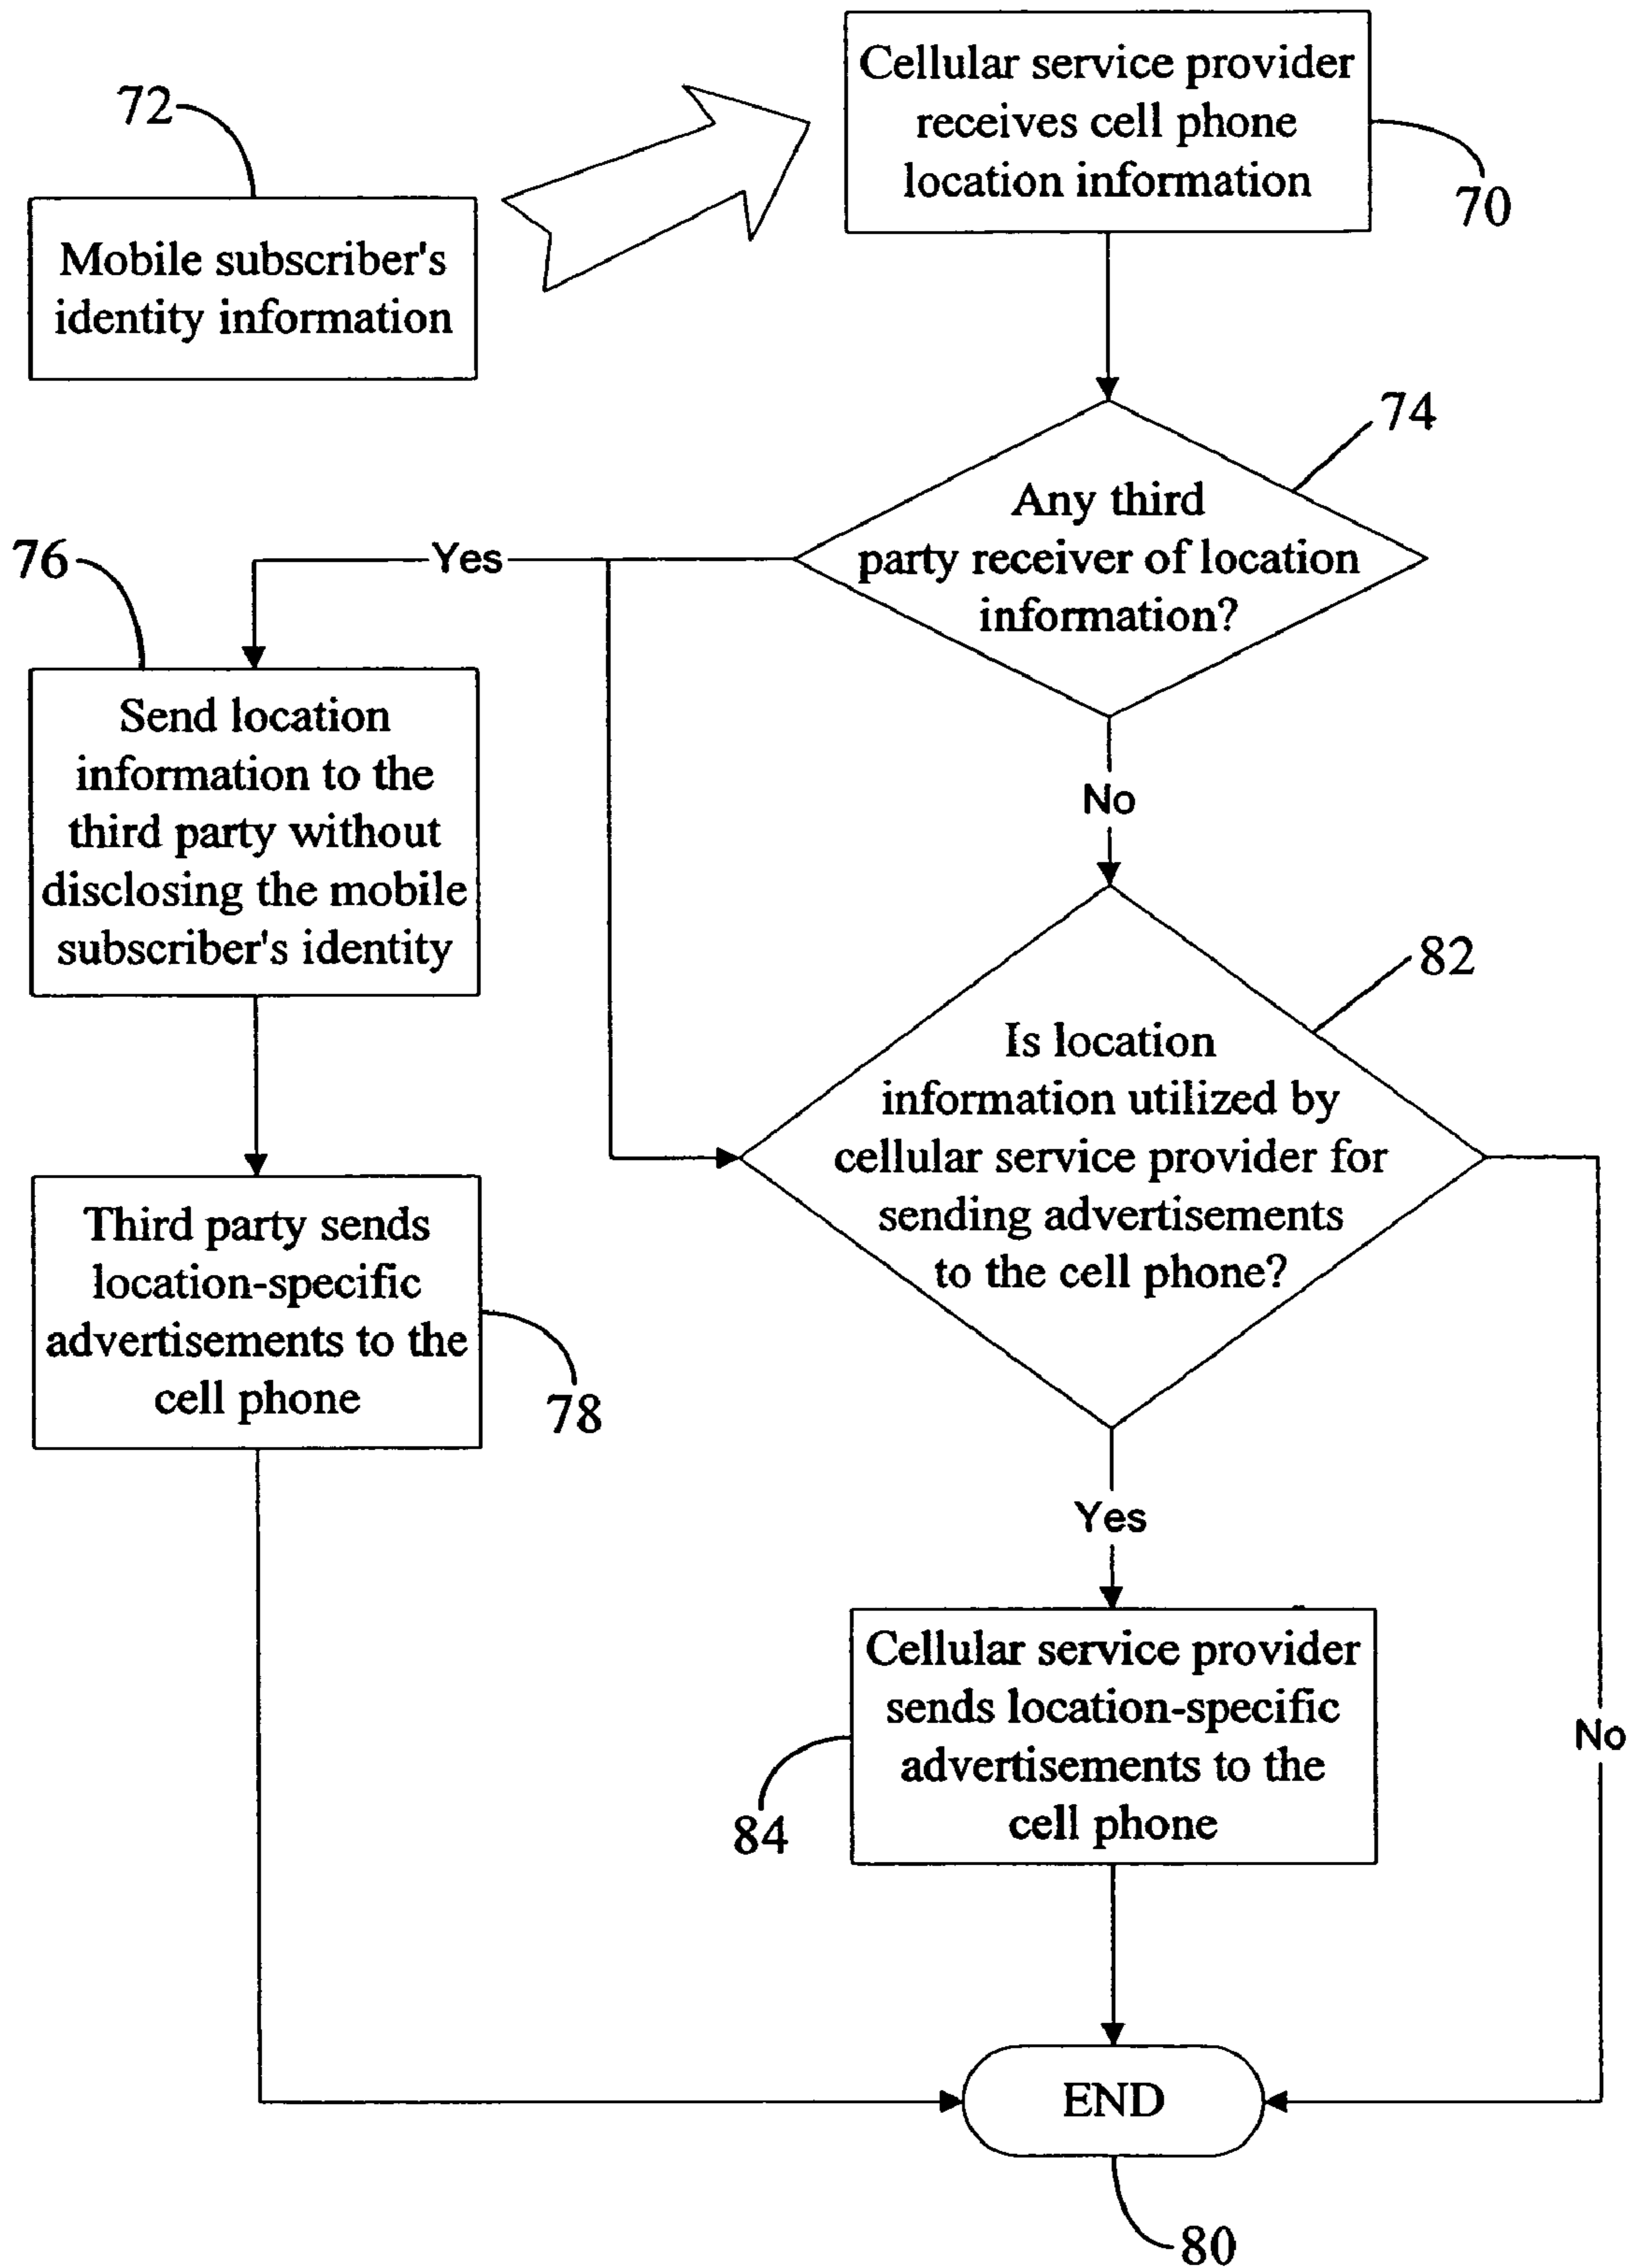 Cellular service provider
receives cell phone
location information
70
72
Mobile subscriber's
identity information
74
Any third
party receiver of location
information?
Yes
76
No
Send location
information to the
third party without
disclosing the mobile
subscriber's identity
82
Is location
information utilized by
cellular service provider for
sending advertisements
to the cell phone?
Third party sends
location-specific
advertisements to the
cell phone
78
Yes
No
Cellular service provider
sends location-specific
advertisements to the
cell phone
84
END
80